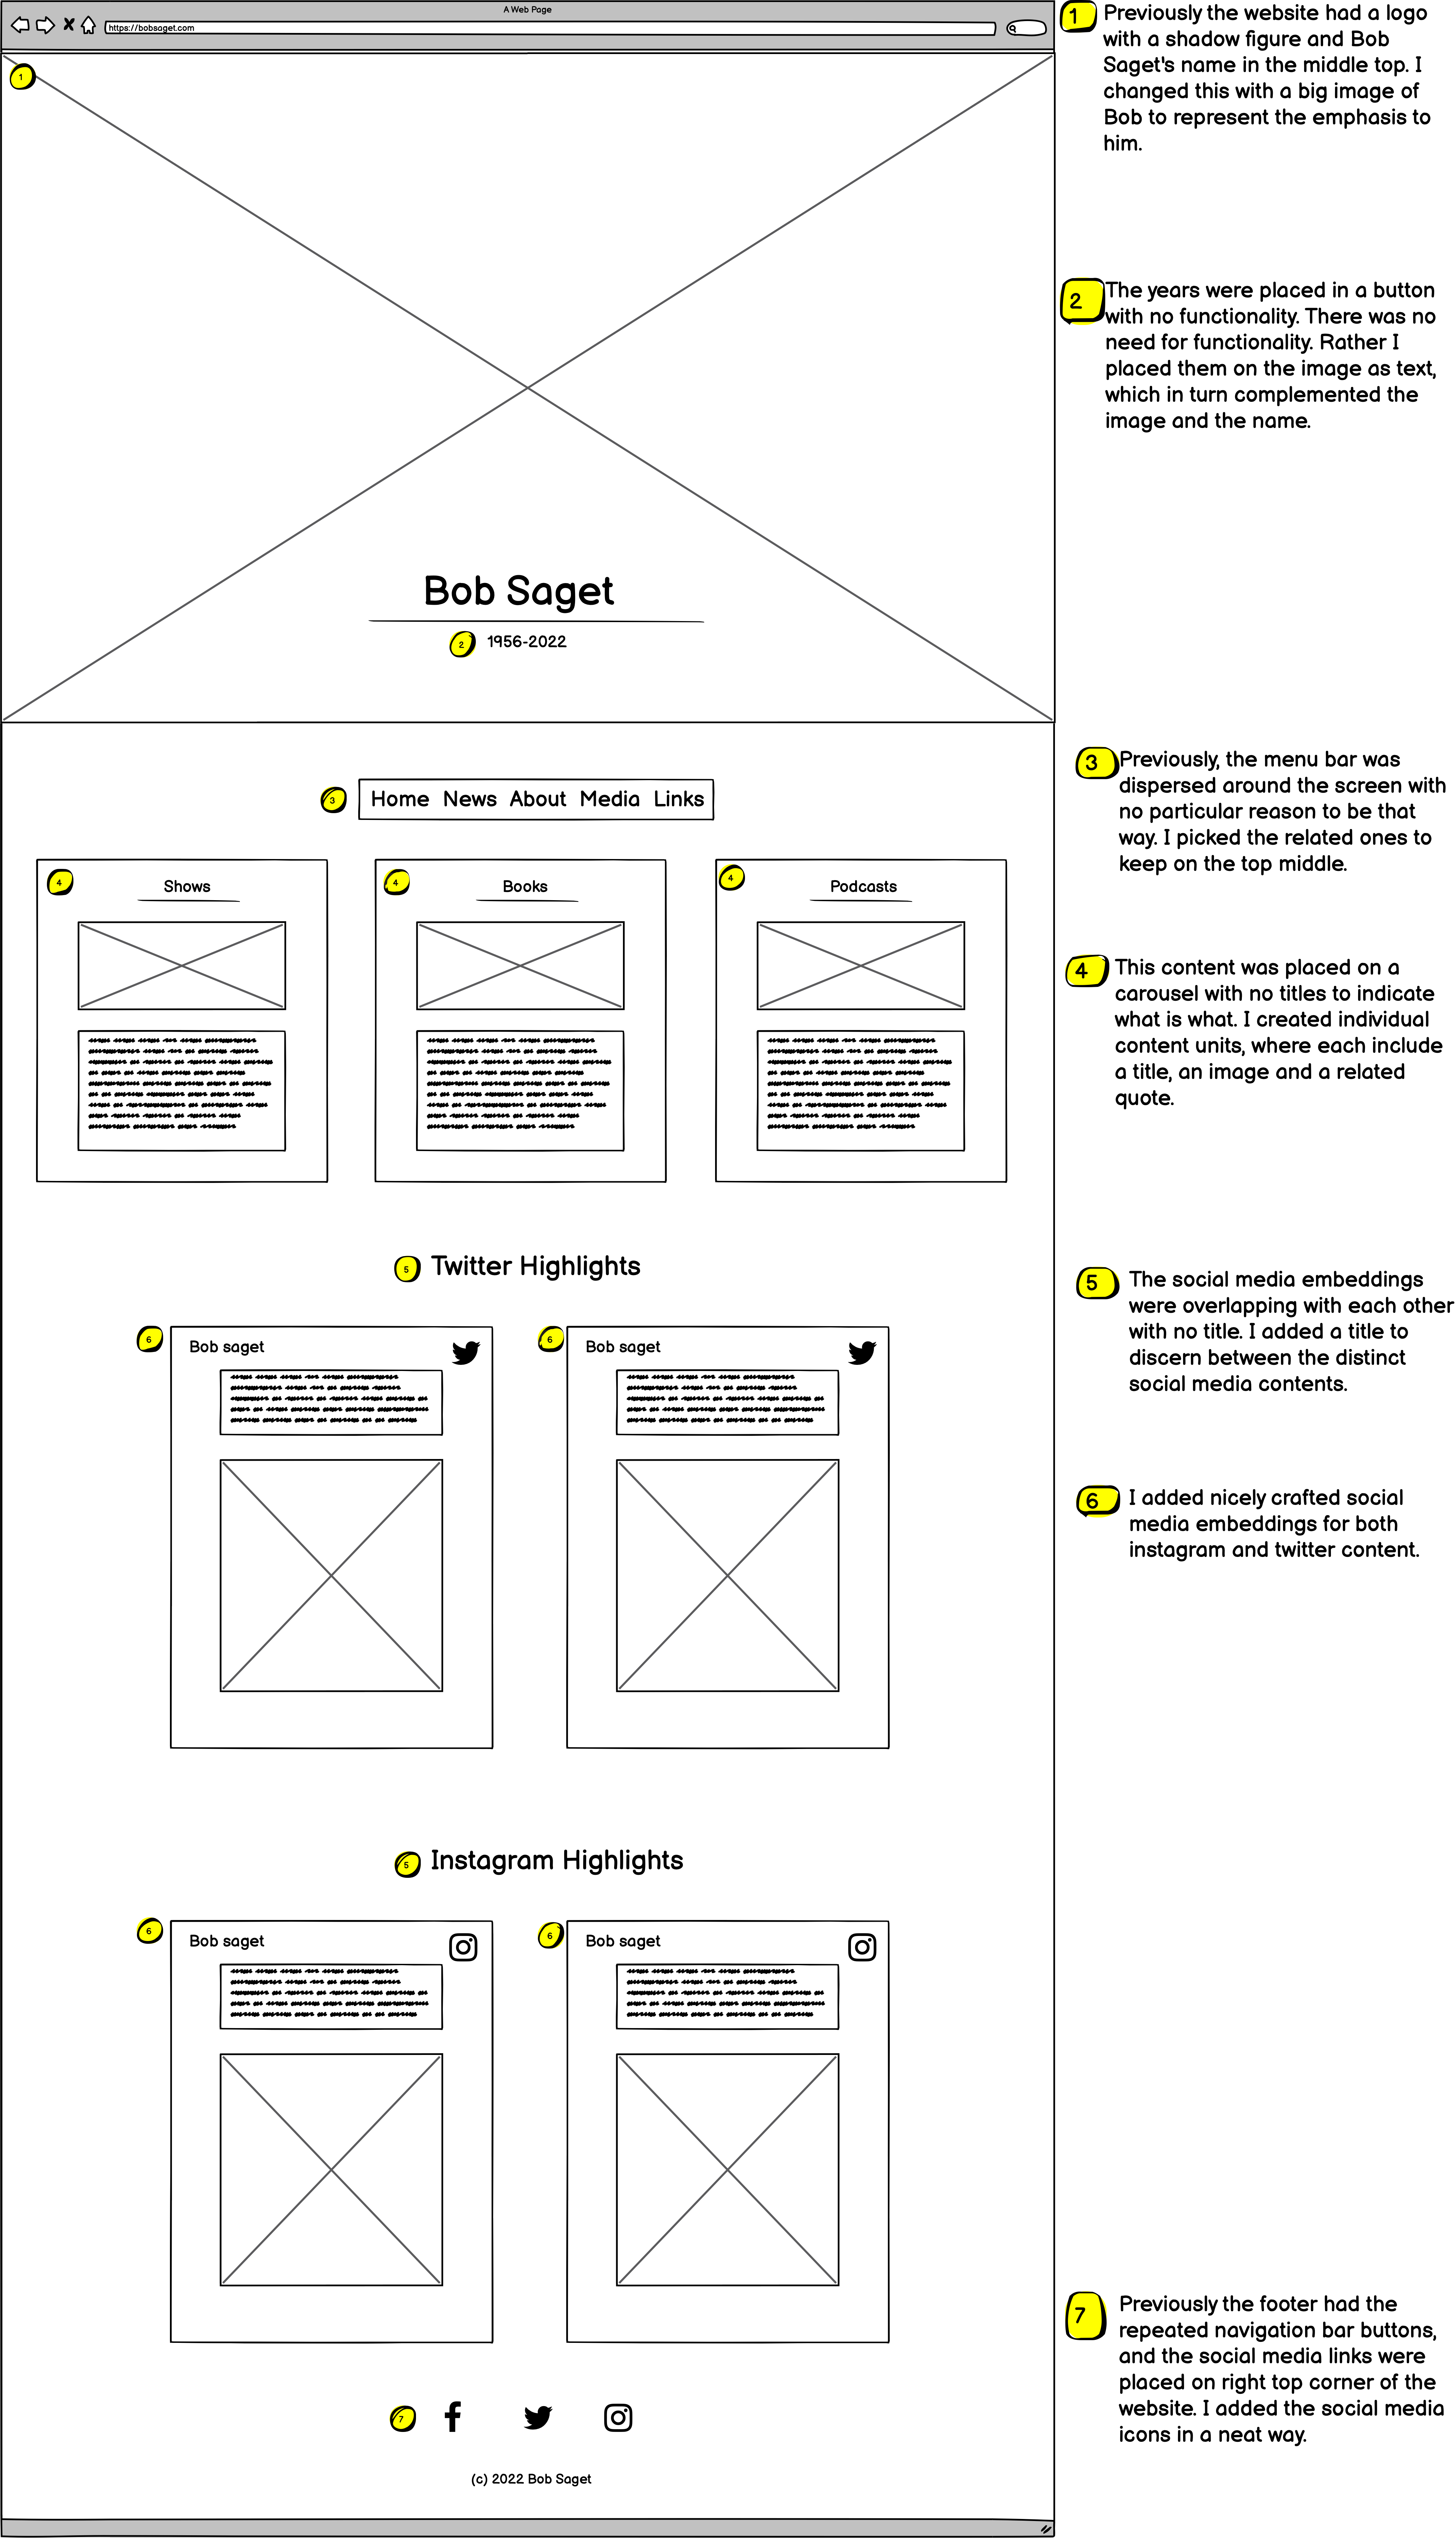 A Web Page
https://bobsaget.com
1
Bob Saget
2 1956-2022
3 Home News About Media Links
4 Shows
4 Books
4 Podcasts
5 Twitter Highlights
6 Bob saget
6 Bob saget
5 Instagram Highlights
6 Bob saget
6 Bob saget
7
(c) 2022 Bob Saget
1 Previously the website had a logo
with a shadow figure and Bob
Saget's name in the middle top. I
changed this with a big image of
Bob to represent the emphasis to
him.
2 The years were placed in a button
with no functionality. There was no
need for functionality. Rather I
placed them on the image as text,
which in turn complemented the
image and the name.
3 Previously, the menu bar was
dispersed around the screen with
no particular reason to be that
way. I picked the related ones to
keep on the top middle.
4 This content was placed on a
carousel with no titles to indicate
what is what. I created individual
content units, where each include
a title, an image and a related
quote.
5 The social media embeddings
were overlapping with each other
with no title. I added a title to
discern between the distinct
social media contents.
6 I added nicely crafted social
media embeddings for both
instagram and twitter content.
7 Previously the footer had the
repeated navigation bar buttons,
and the social media links were
placed on right top corner of the
website. I added the social media
icons in a neat way.